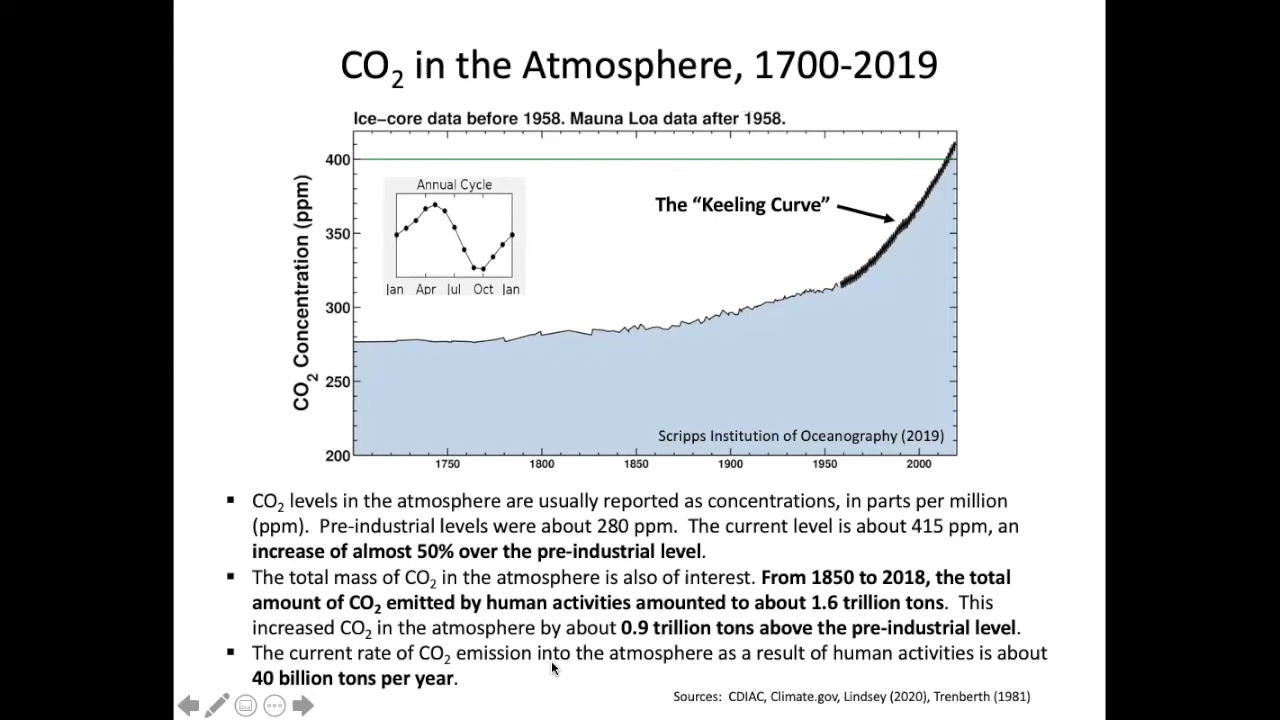 CO₂ in the Atmosphere, 1700-2019
Ice–core data before 1958. Mauna Loa data after 1958.
CO₂ Concentration (ppm)
400
350
300
250
200
Annual Cycle
Jan Apr Jul Oct Jan
The “Keeling Curve”
Scripps Institution of Oceanography (2019)
1750 1800 1850 1900 1950 2000
▪ CO₂ levels in the atmosphere are usually reported as concentrations, in parts per million
(ppm). Pre-industrial levels were about 280 ppm. The current level is about 415 ppm, an
increase of almost 50% over the pre-industrial level.
▪ The total mass of CO₂ in the atmosphere is also of interest. From 1850 to 2018, the total
amount of CO₂ emitted by human activities amounted to about 1.6 trillion tons. This
increased CO₂ in the atmosphere by about 0.9 trillion tons above the pre-industrial level.
▪ The current rate of CO₂ emission into the atmosphere as a result of human activities is about
40 billion tons per year.
Sources: CDIAC, Climate.gov, Lindsey (2020), Trenberth (1981)